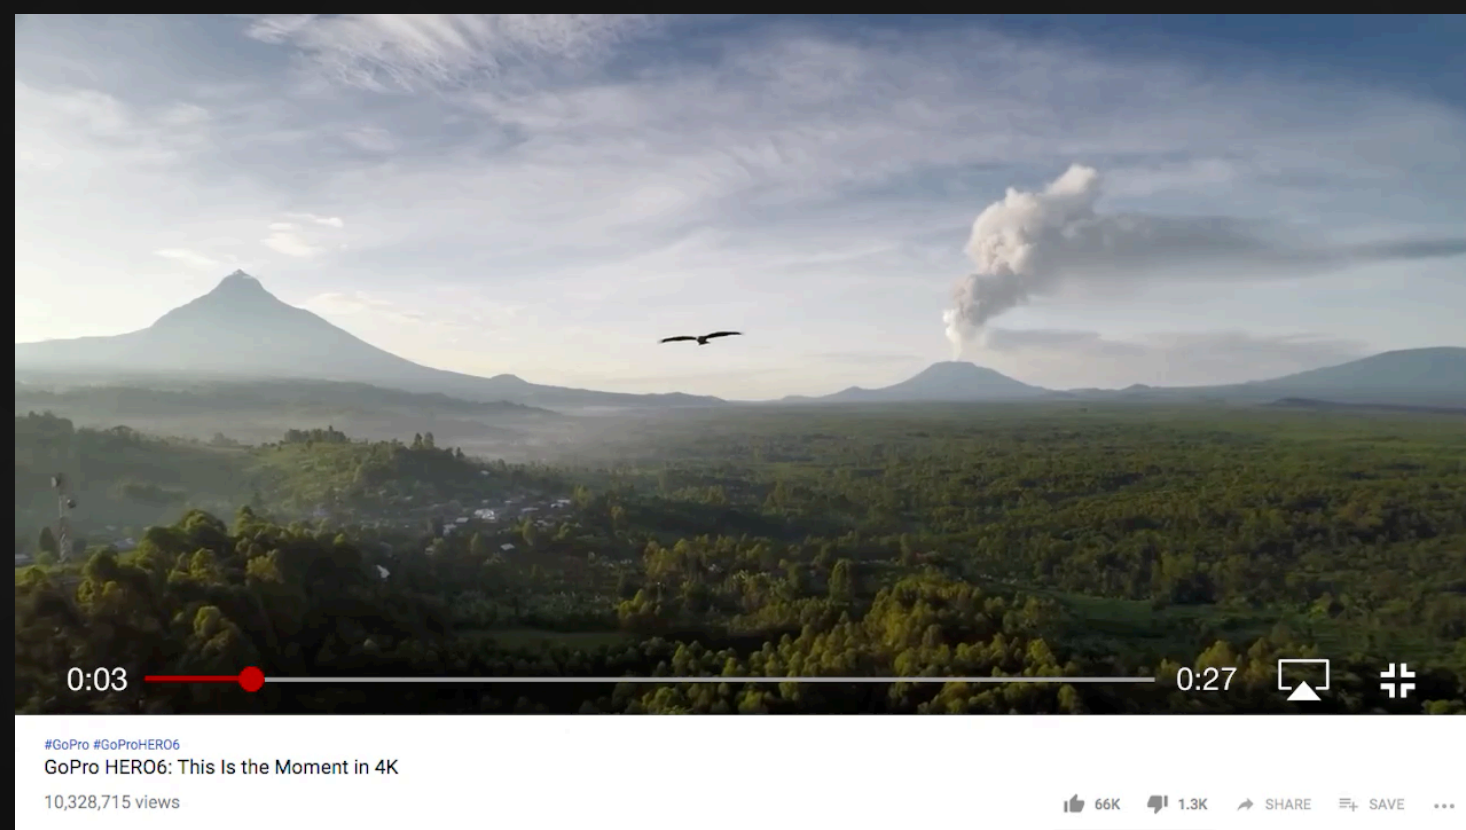 0:03 0:27
#GoPro #GoProHERO6
GoPro HERO6: This Is the Moment in 4K
10,328,715 views
66K 1.3K SHARE SAVE